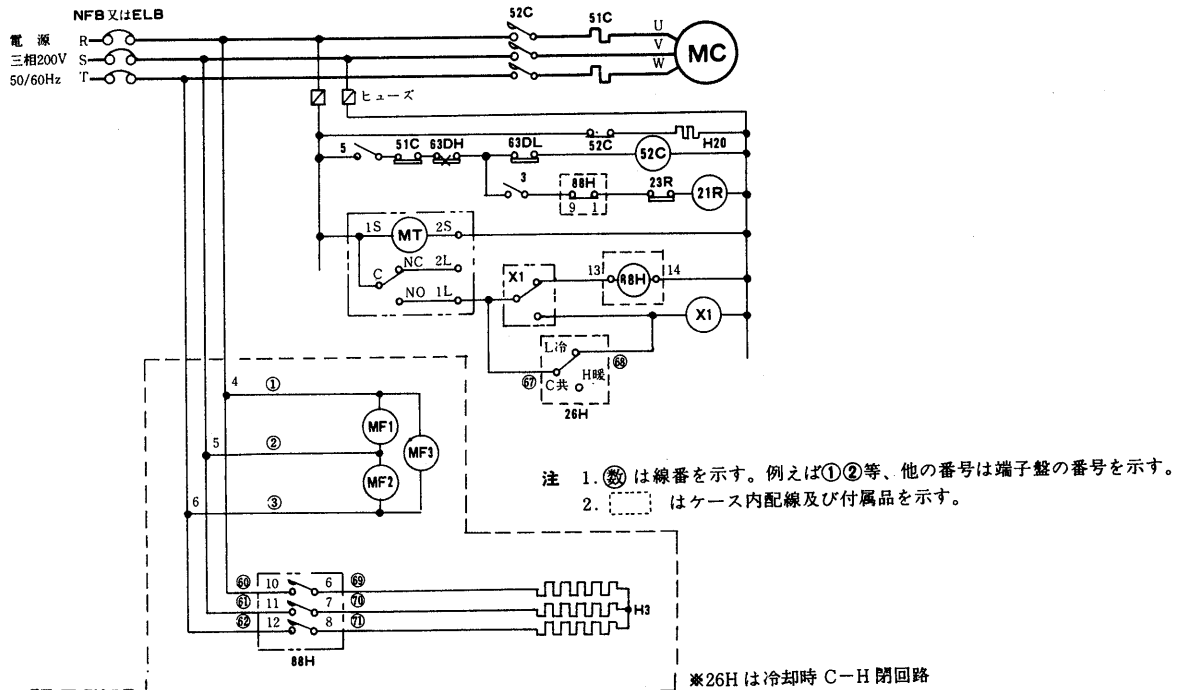 NFB又はELB
電源 R
三相200V S
50/60Hz T
52C
51C
U
V
W
MC
ヒューズ
52C
H20
5
51C
63DH
63DL
52C
3
88H
9 1
23R
21R
1S
MT
2S
C
NC 2L
NO 1L
X1
13
88H
14
X1
L冷
C共
H暖
㊿
26H
4
①
MF1
5
②
MF3
MF2
6
③
注 1. ㊙ は線番を示す。例えば①②等、他の番号は端子盤の番号を示す。
2. はケース内配線及び付属品を示す。
60 10 6 69
61 11 7 70
62 12 8 71
H3
88H
※26Hは冷却時 C-H 閉回路